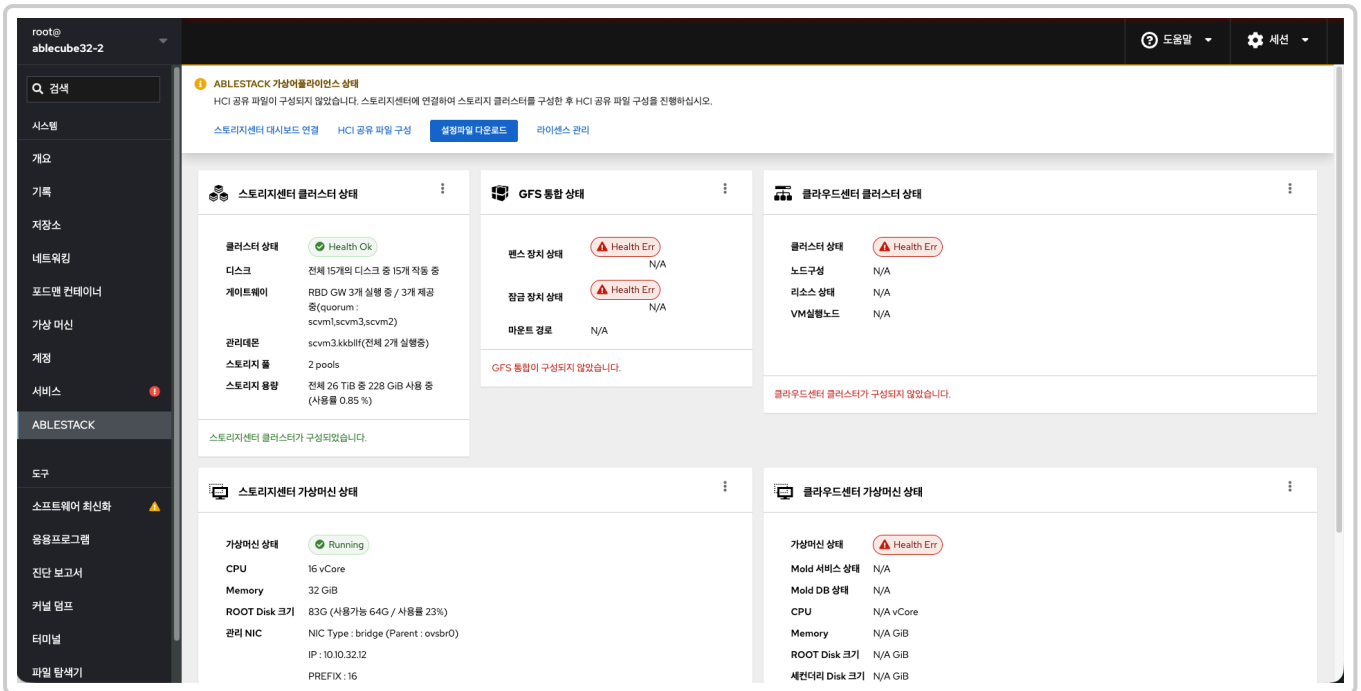 root@
ablecube32-2
도움말
세션
검색
시스템
개요
기록
저장소
네트워킹
포드맨 컨테이너
가상 머신
계정
서비스
ABLESTACK
도구
소프트웨어 최신화
응용프로그램
진단 보고서
커널 덤프
터미널
파일 탐색기
ABLESTACK 가상어플라이언스 상태
HCI 공유 파일이 구성되지 않았습니다. 스토리지센터에 연결하여 스토리지 클러스터를 구성한 후 HCI 공유 파일 구성을 진행하십시오.
스토리지센터 대시보드 연결 HCI 공유 파일 구성 설정파일 다운로드 라이센스 관리
스토리지센터 클러스터 상태
클러스터 상태 Health Ok
디스크 전체 15개의 디스크 중 15개 작동 중
게이트웨이 RBD GW 3개 실행 중 / 3개 제공
중(quorum :
scvm1,scvm3,scvm2)
관리데몬 scvm3.kkbllf(전체 2개 실행중)
스토리지 풀 2 pools
스토리지 용량 전체 26 TiB 중 228 GiB 사용 중
(사용률 0.85 %)
스토리지센터 클러스터가 구성되었습니다.
GFS 통합 상태
펜스 장치 상태 Health Err
N/A
잠금 장치 상태 Health Err
N/A
마운트 경로 N/A
GFS 통합이 구성되지 않았습니다.
클라우드센터 클러스터 상태
클러스터 상태 Health Err
노드구성 N/A
리소스 상태 N/A
VM실행노드 N/A
클라우드센터 클러스터가 구성되지 않았습니다.
스토리지센터 가상머신 상태
가상머신 상태 Running
CPU 16 vCore
Memory 32 GiB
ROOT Disk 크기 83G (사용가능 64G / 사용률 23%)
관리 NIC NIC Type : bridge (Parent : ovsbr0)
IP : 10.10.32.12
PREFIX : 16
클라우드센터 가상머신 상태
가상머신 상태 Health Err
Mold 서비스 상태 N/A
Mold DB 상태 N/A
CPU N/A vCore
Memory N/A GiB
ROOT Disk 크기 N/A GiB
세컨더리 Disk 크기 N/A GiB